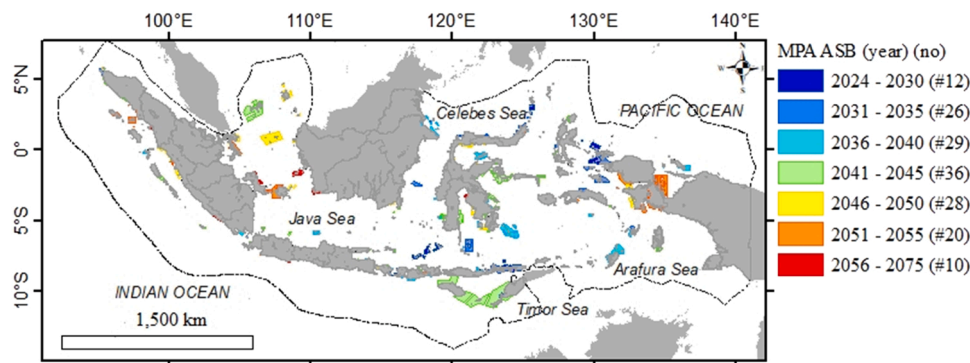 100°E 110°E 120°E 130°E 140°E
MPA ASB (year) (no)
2024 - 2030 (#12)
2031 - 2035 (#26)
2036 - 2040 (#29)
2041 - 2045 (#36)
2046 - 2050 (#28)
2051 - 2055 (#20)
2056 - 2075 (#10)
5°N
0°
5°S
10°S
N
W E
S
Celebes Sea
PACIFIC OCEAN
Java Sea
Arafura Sea
INDIAN OCEAN
Timor Sea
1,500 km